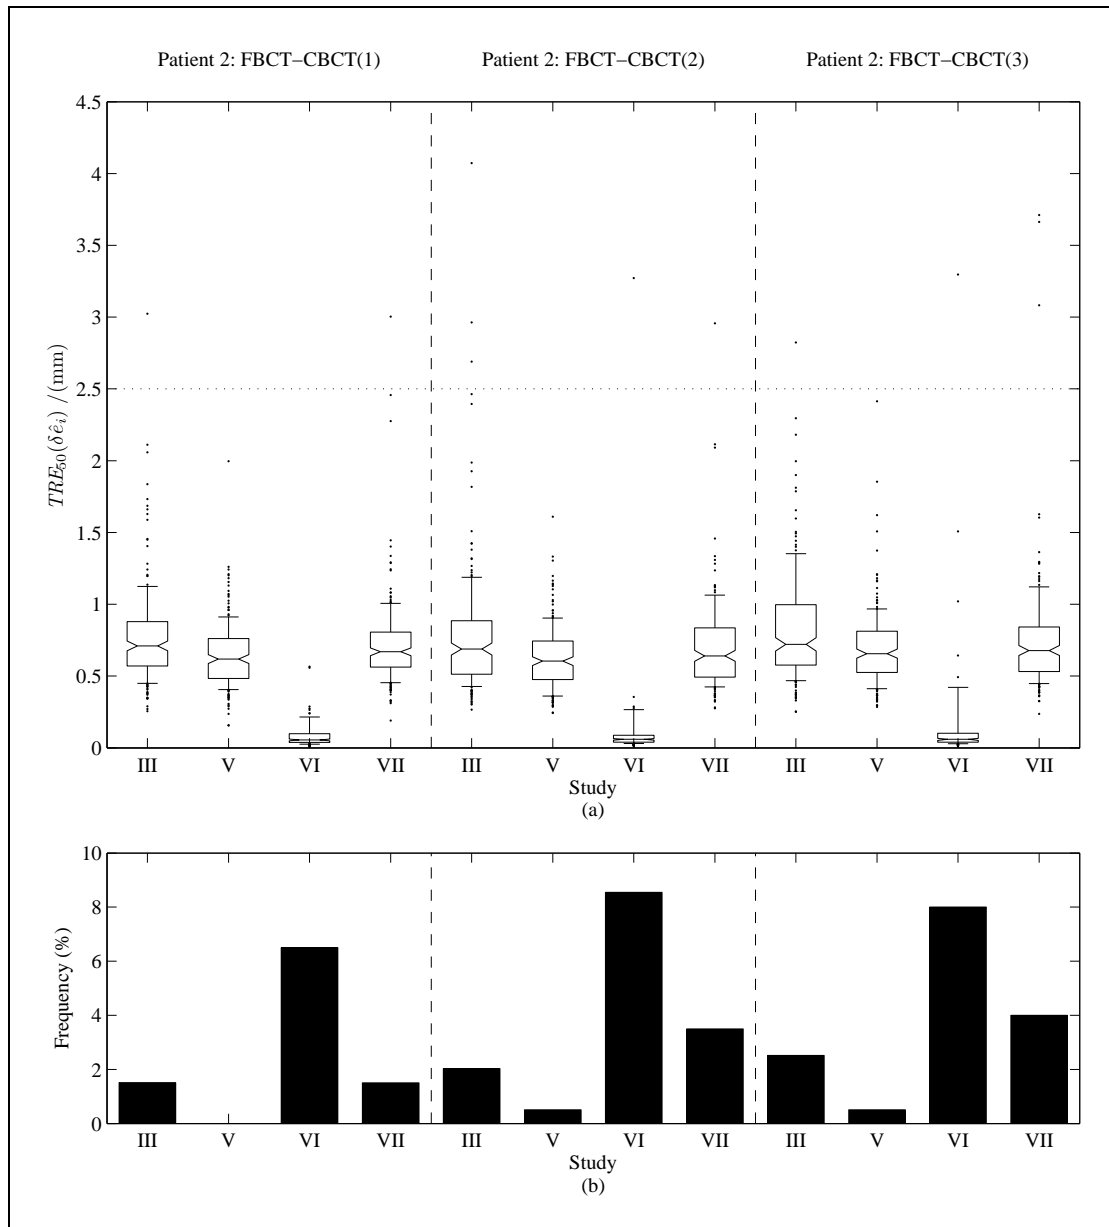 Patient 2: FBCT−CBCT(1) Patient 2: FBCT−CBCT(2) Patient 2: FBCT−CBCT(3)
4.5
4
3.5
3
2.5
2
1.5
1
0.5
0
TRE₅₀(δê_i) / (mm)
III V VI VII III V VI VII III V VI VII
Study
(a)
10
8
6
4
2
0
Frequency (%)
III V VI VII III V VI VII III V VI VII
Study
(b)